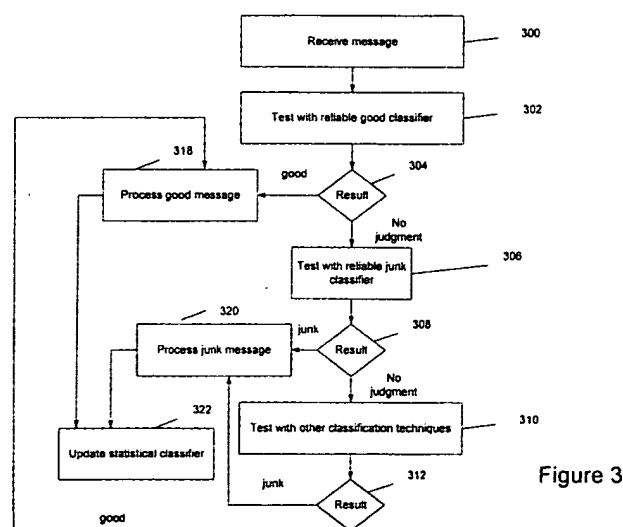 Receive message
300
Test with reliable good classifier
302
318
304
Process good message
good
Result
No
judgment
Test with reliable junk
classifier
306
320
308
Process junk message
junk
Result
No
judgment
322
Test with other classification techniques
310
Update statistical classifier
junk
Result
312
good
Figure 3